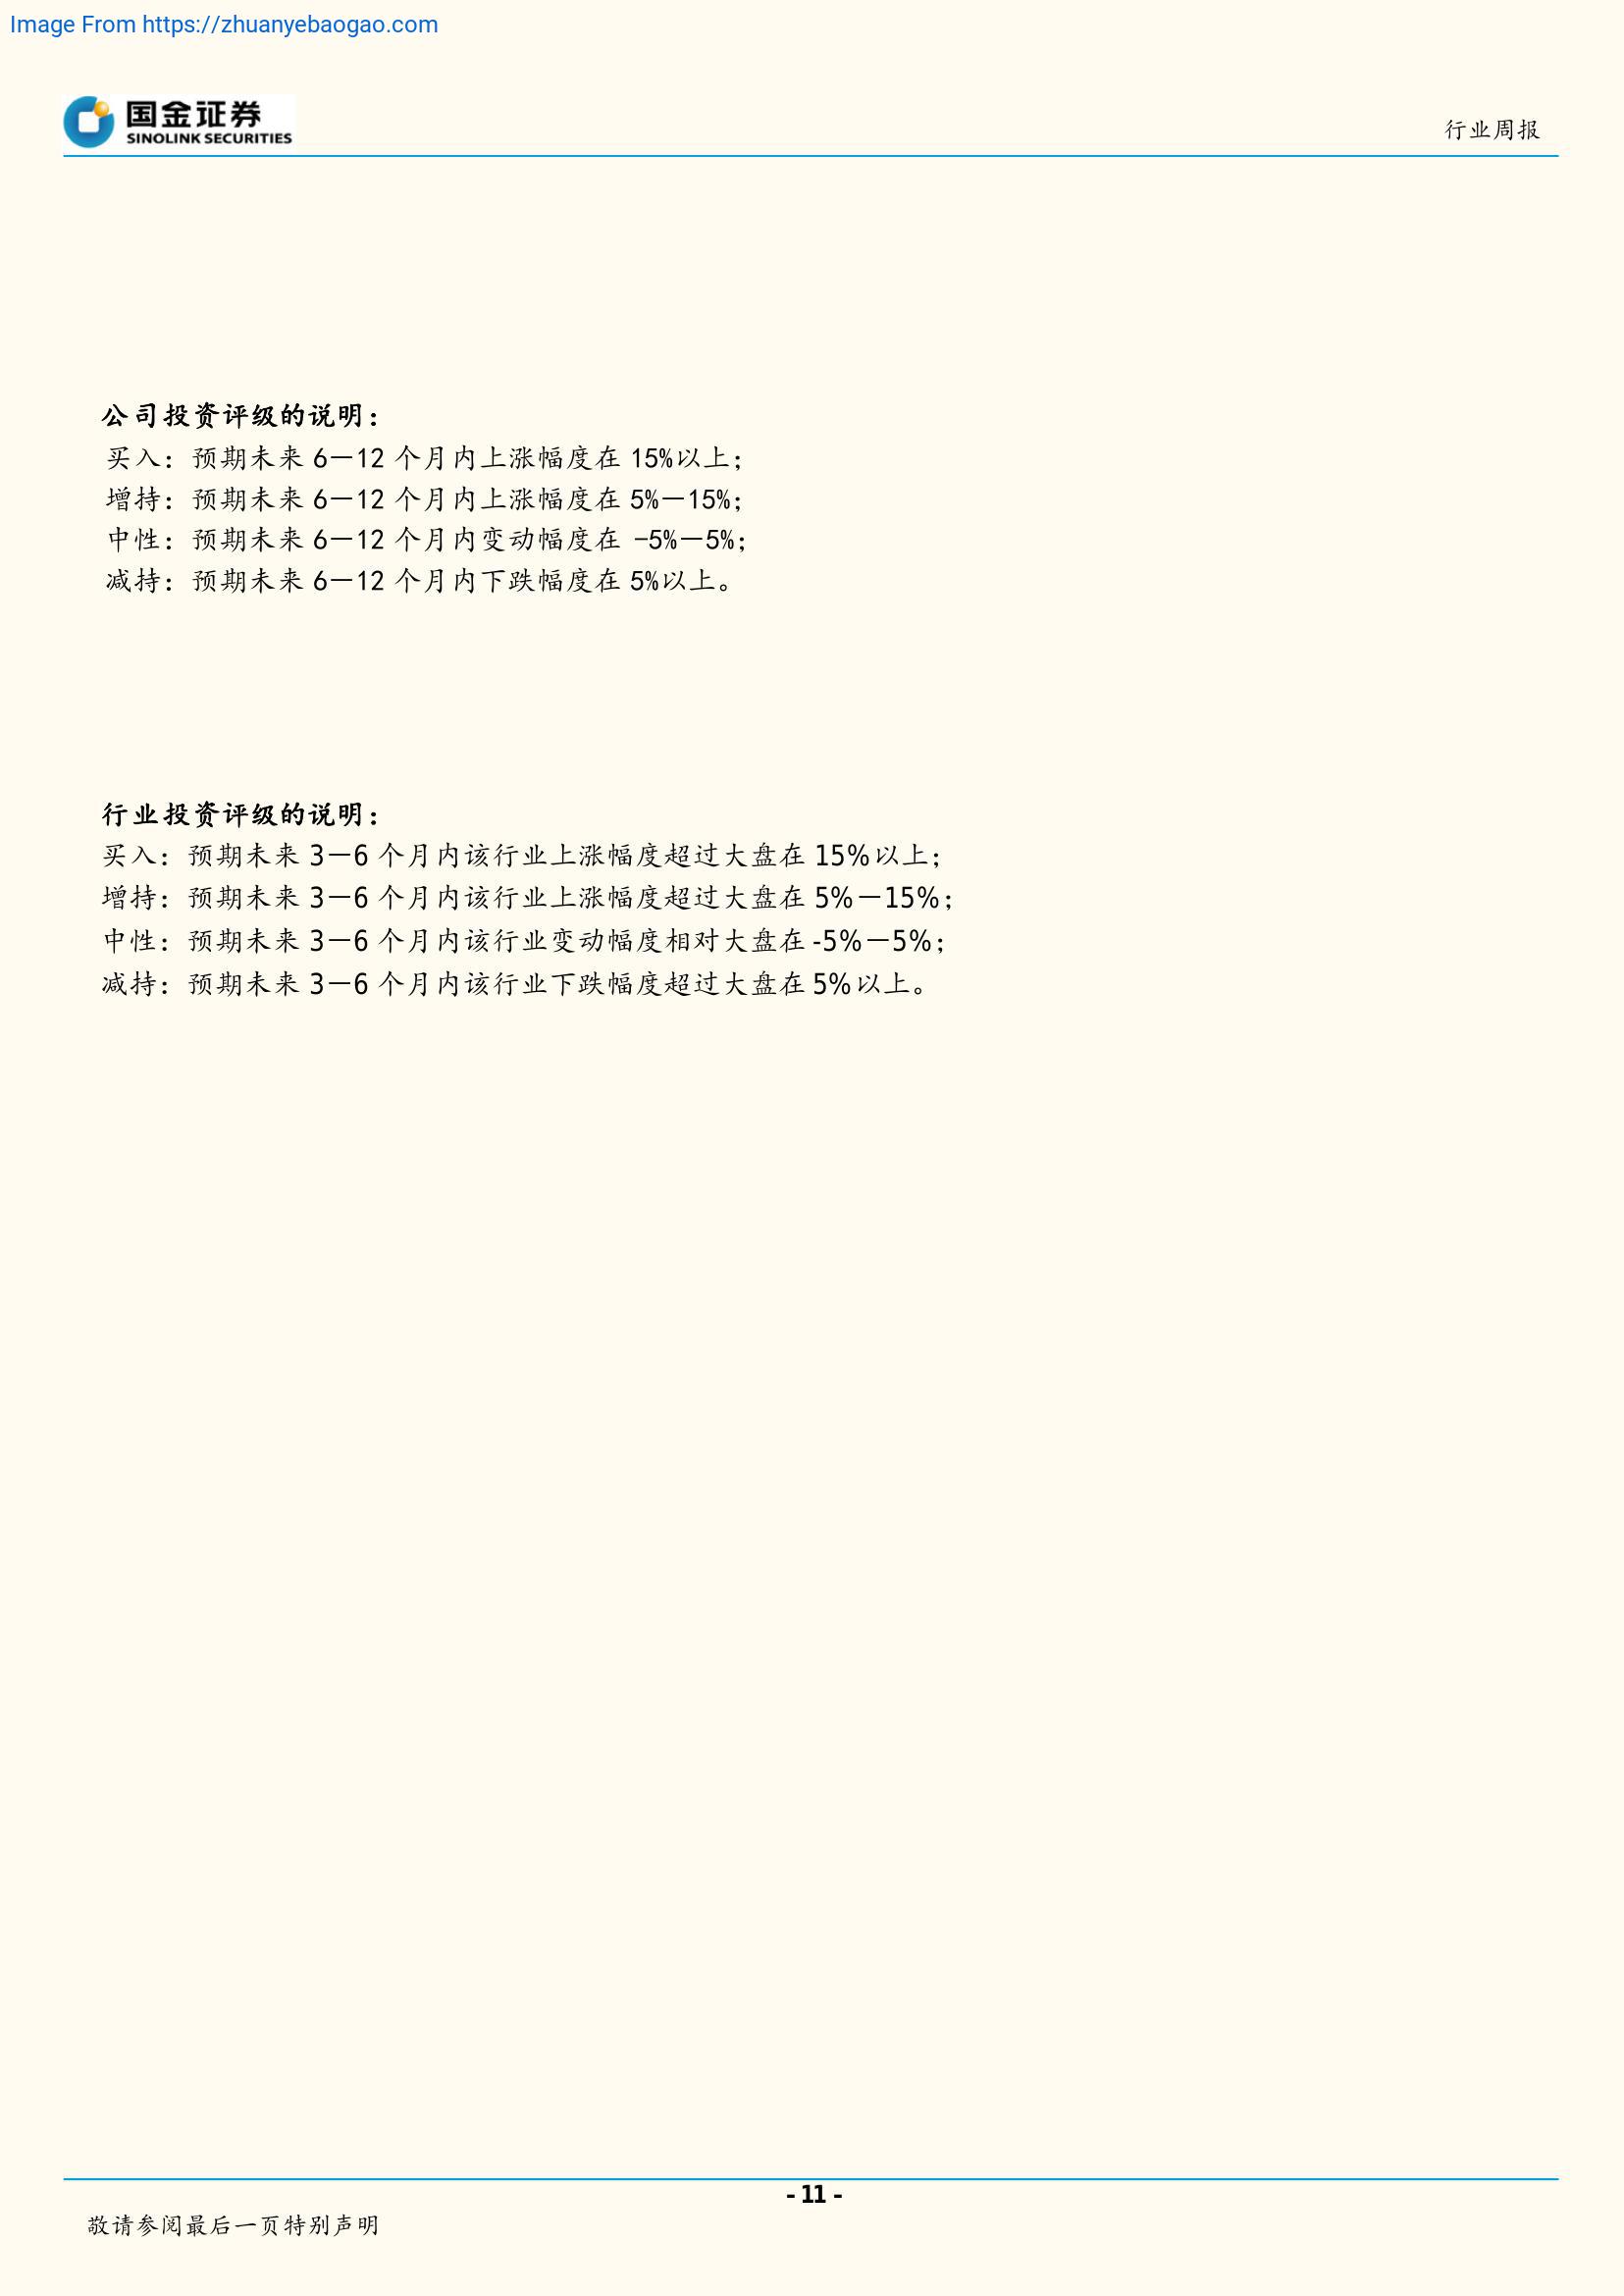 Image From https://zhuanyebaogao.com
国金证券
SINOLINK SECURITIES
行业周报
公司投资评级的说明：
买入：预期未来 6－12 个月内上涨幅度在 15%以上；
增持：预期未来 6－12 个月内上涨幅度在 5%－15%；
中性：预期未来 6－12 个月内变动幅度在 -5%－5%；
减持：预期未来 6－12 个月内下跌幅度在 5%以上。
行业投资评级的说明：
买入：预期未来 3－6 个月内该行业上涨幅度超过大盘在 15%以上；
增持：预期未来 3－6 个月内该行业上涨幅度超过大盘在 5%－15%；
中性：预期未来 3－6 个月内该行业变动幅度相对大盘在 -5%－5%；
减持：预期未来 3－6 个月内该行业下跌幅度超过大盘在 5%以上。
- 11 -
敬请参阅最后一页特别声明